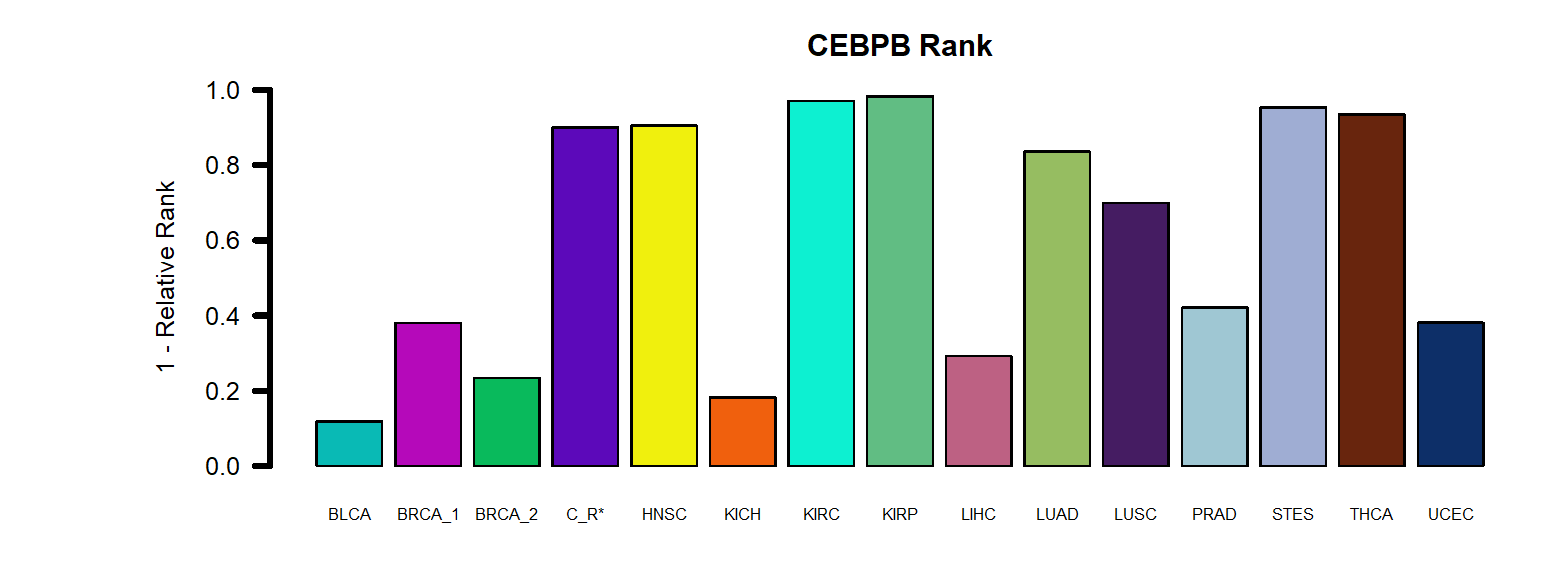 CEBPB Rank
1 - Relative Rank
1.0
0.8
0.6
0.4
0.2
0.0
BLCA BRCA_1 BRCA_2 C_R* HNSC KICH KIRC KIRP LIHC LUAD LUSC PRAD STES THCA UCEC